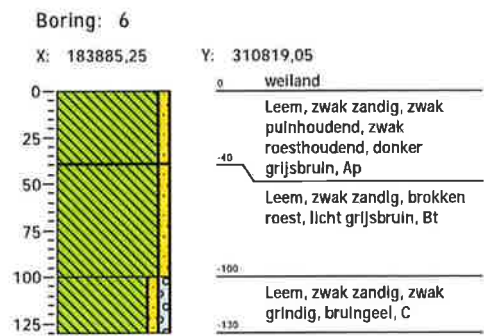 Boring: 6
X: 183885,25 Y: 310819,05
0
25
50
75
100
125
0 weiland
Leem, zwak zandig, zwak
puinhoudend, zwak
roesthoudend, donker
grijsbruin, Ap
-40
Leem, zwak zandig, brokken
roest, licht grijsbruin, Bt
-100
Leem, zwak zandig, zwak
grindig, bruingeel, C
-130